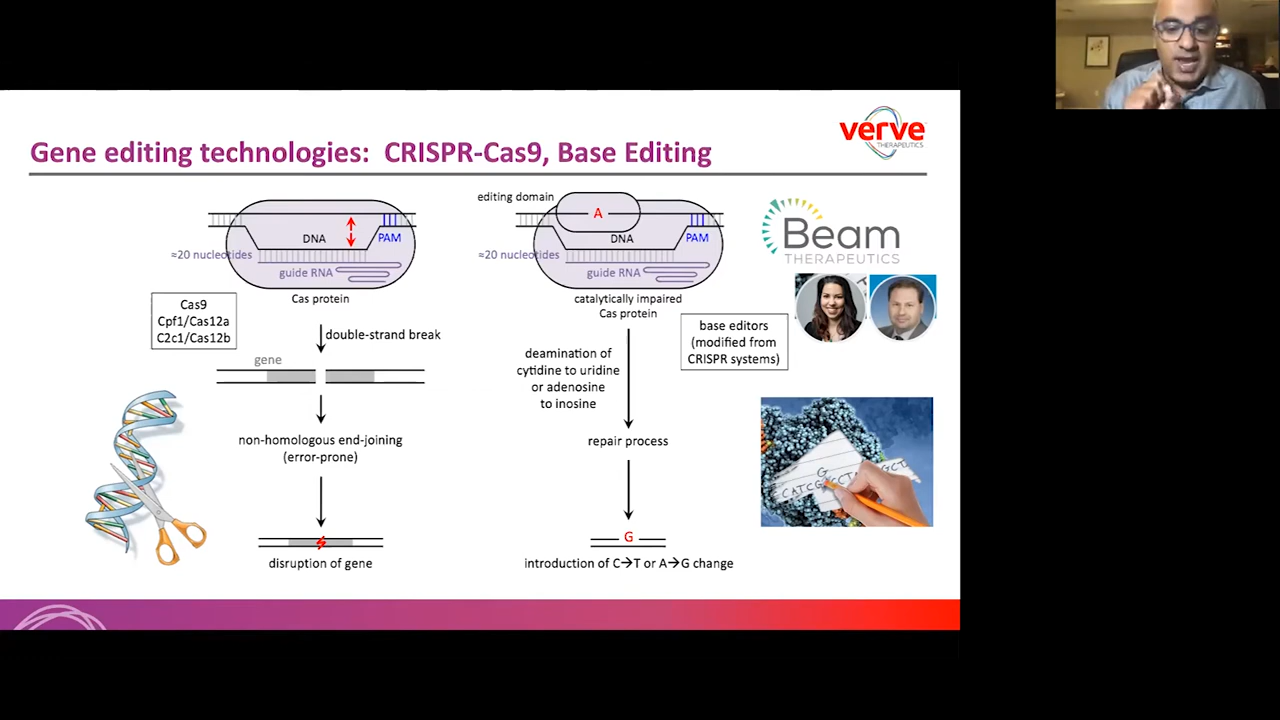 verve
THERAPEUTICS
Gene editing technologies: CRISPR-Cas9, Base Editing
DNA
PAM
≈20 nucleotides
guide RNA
Cas protein
Cas9
Cpf1/Cas12a
C2c1/Cas12b
double-strand break
gene
non-homologous end-joining
(error-prone)
disruption of gene
editing domain
A
DNA
PAM
≈20 nucleotides
guide RNA
catalytically impaired
Cas protein
base editors
(modified from
CRISPR systems)
deamination of
cytidine to uridine
or adenosine
to inosine
repair process
G
introduction of C→T or A→G change
Beam
THERAPEUTICS
G